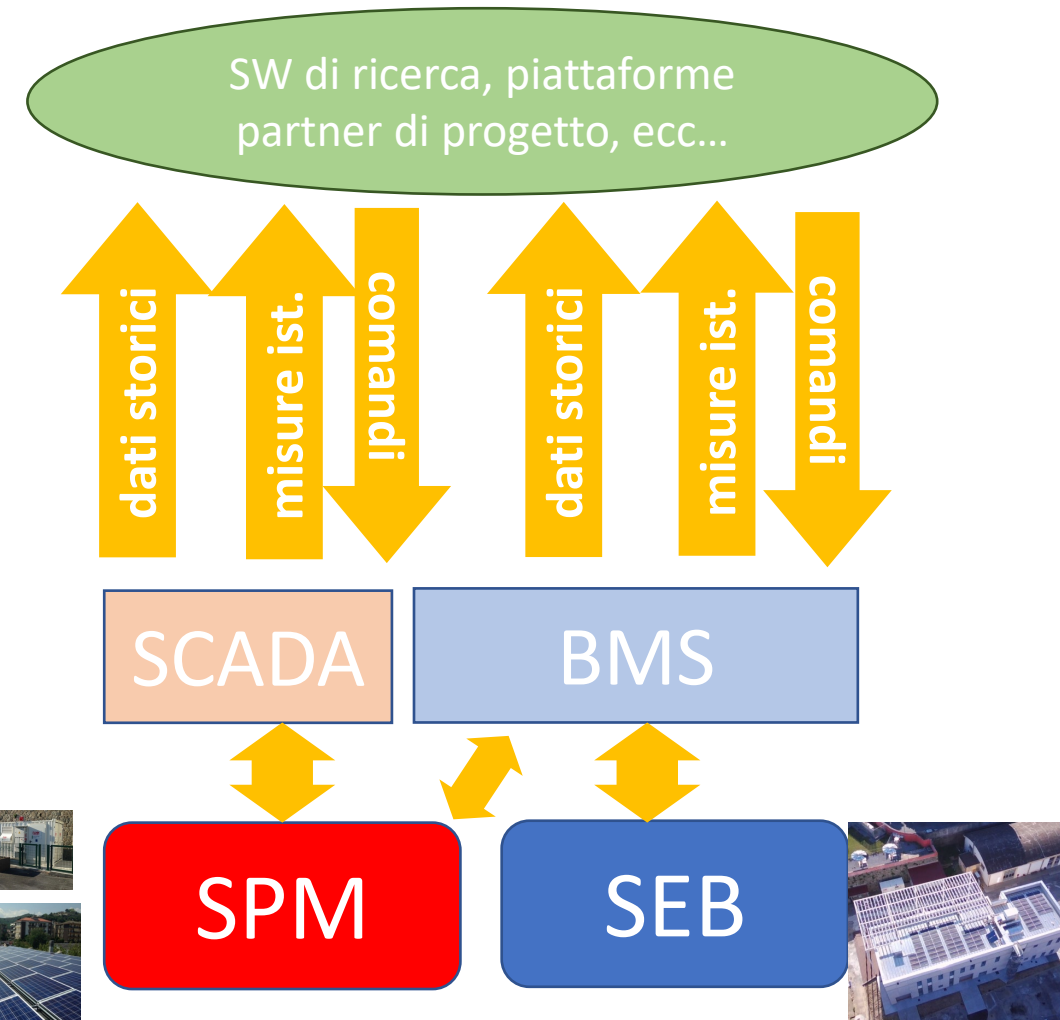 SW di ricerca, piattaforme
partner di progetto, ecc…
dati storici
misure ist.
comandi
dati storici
misure ist.
comandi
SCADA
BMS
SPM
SEB